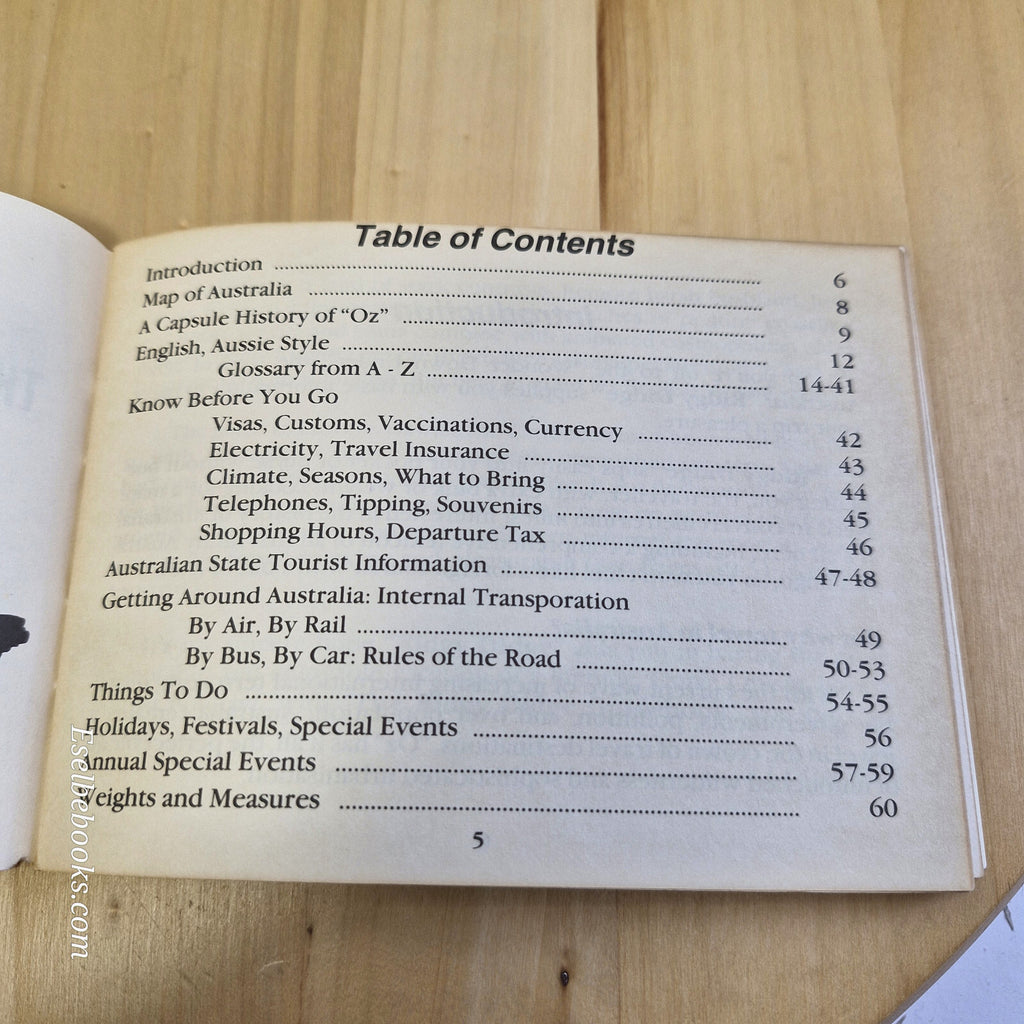 Table of Contents
Introduction ........ 6
Map of Australia ........ 8
A Capsule History of “Oz” ........ 9
English, Aussie Style ........ 12
Glossary from A - Z ........ 14-41
Know Before You Go
Visas, Customs, Vaccinations, Currency ........ 42
Electricity, Travel Insurance ........ 43
Climate, Seasons, What to Bring ........ 44
Telephones, Tipping, Souvenirs ........ 45
Shopping Hours, Departure Tax ........ 46
Australian State Tourist Information ........ 47-48
Getting Around Australia: Internal Transporation
By Air, By Rail ........ 49
By Bus, By Car: Rules of the Road ........ 50-53
Things To Do ........ 54-55
Holidays, Festivals, Special Events ........ 56
Annual Special Events ........ 57-59
Weights and Measures ........ 60
5
Eselbebooks.com